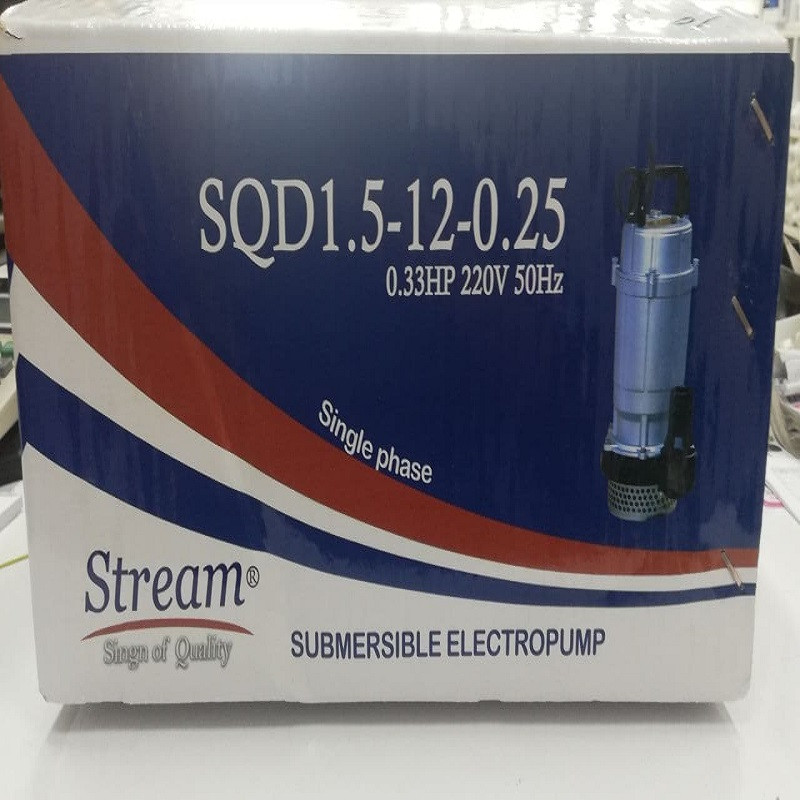 SQD1.5-12-0.25
0.33HP 220V 50Hz
Single phase
Stream®
Singn of Quality
SUBMERSIBLE ELECTROPUMP